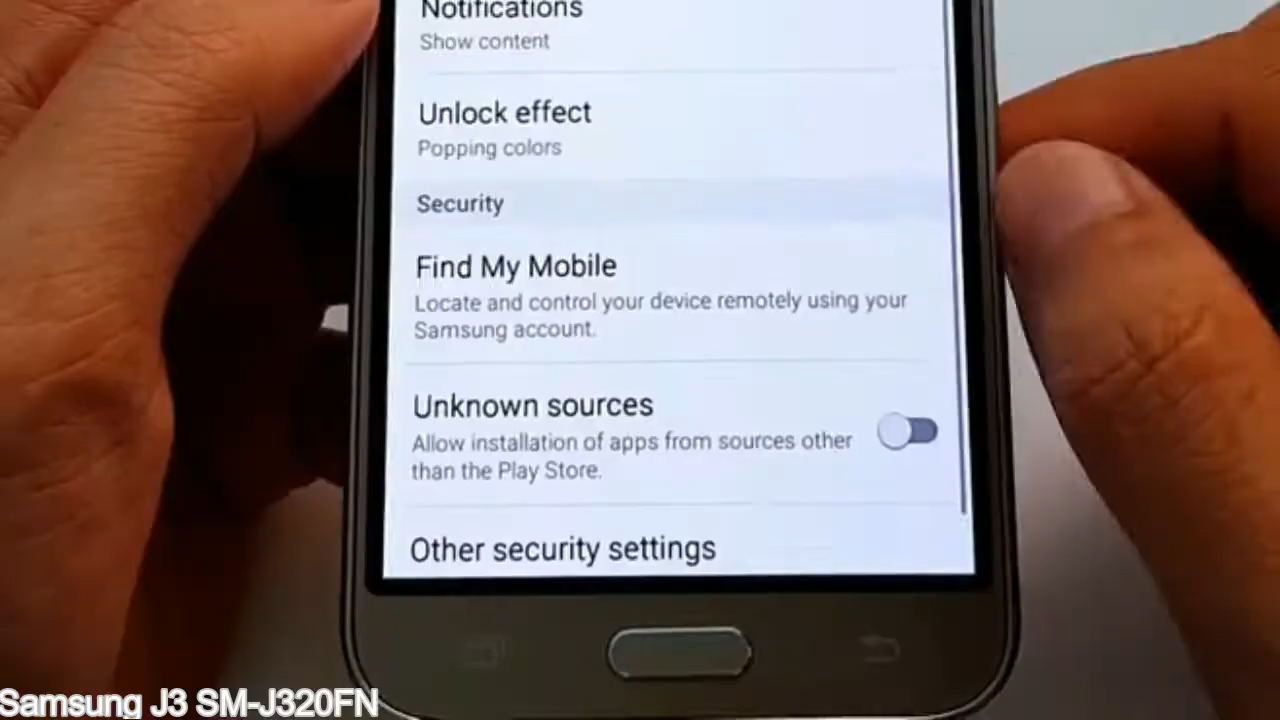 Notifications
Show content
Unlock effect
Popping colors
Security
Find My Mobile
Locate and control your device remotely using your
Samsung account.
Unknown sources
Allow installation of apps from sources other
than the Play Store.
Other security settings
Samsung J3 SM-J320FN